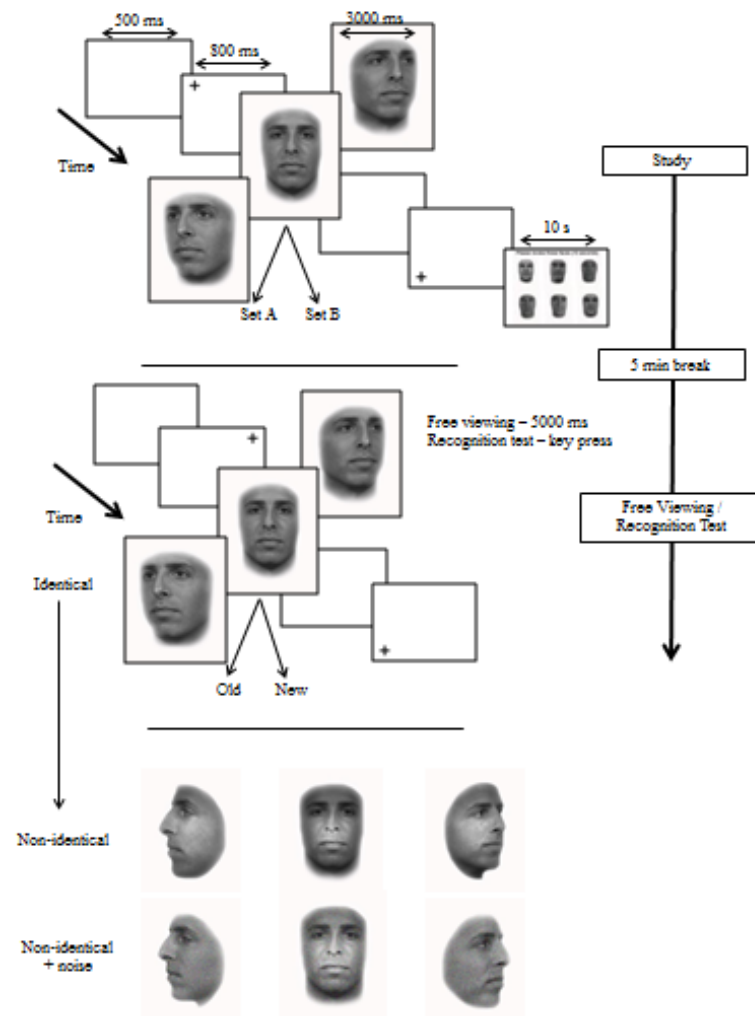 500 ms
800 ms
3000 ms
Time
Study
10 s
Set A
Set B
5 min break
Free viewing – 5000 ms
Recognition test – key press
Time
Free Viewing /
Recognition Test
Identical
Old
New
Non-identical
Non-identical
+ noise